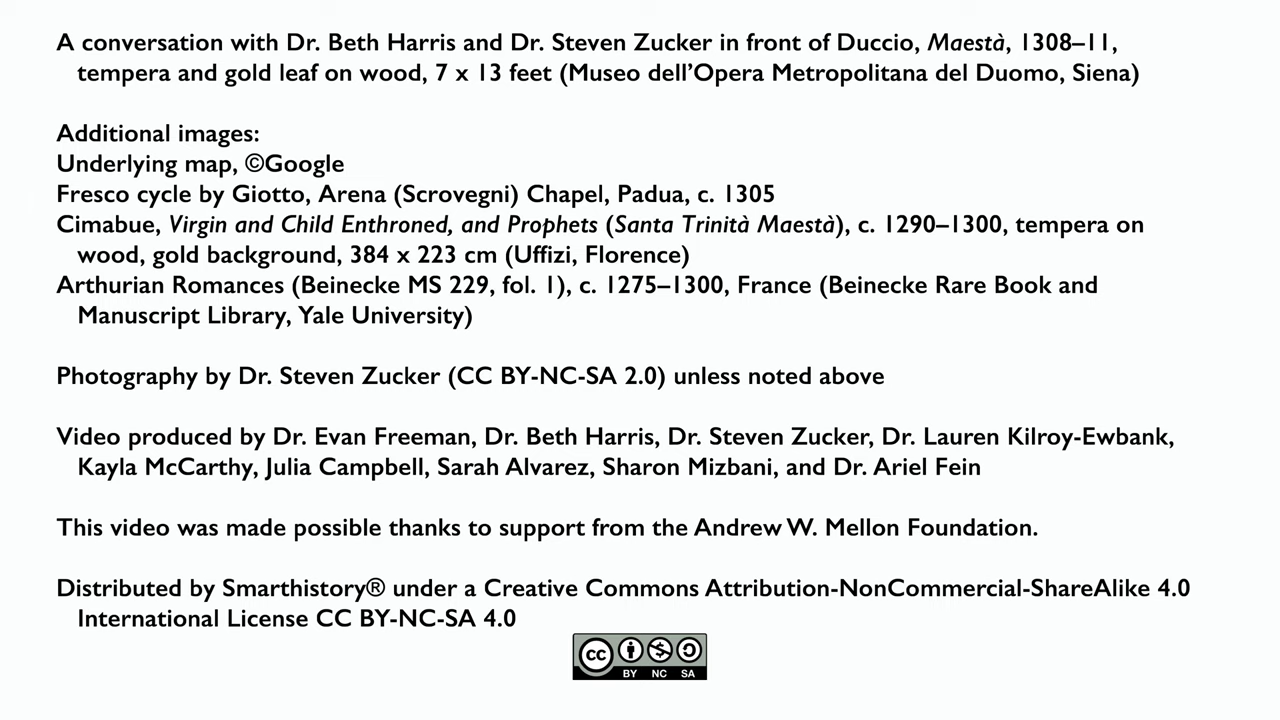 A conversation with Dr. Beth Harris and Dr. Steven Zucker in front of Duccio, Maestà, 1308–11,
tempera and gold leaf on wood, 7 x 13 feet (Museo dell’Opera Metropolitana del Duomo, Siena)
Additional images:
Underlying map, ©Google
Fresco cycle by Giotto, Arena (Scrovegni) Chapel, Padua, c. 1305
Cimabue, Virgin and Child Enthroned, and Prophets (Santa Trinità Maestà), c. 1290–1300, tempera on
wood, gold background, 384 x 223 cm (Uffizi, Florence)
Arthurian Romances (Beinecke MS 229, fol. 1), c. 1275–1300, France (Beinecke Rare Book and
Manuscript Library, Yale University)
Photography by Dr. Steven Zucker (CC BY-NC-SA 2.0) unless noted above
Video produced by Dr. Evan Freeman, Dr. Beth Harris, Dr. Steven Zucker, Dr. Lauren Kilroy-Ewbank,
Kayla McCarthy, Julia Campbell, Sarah Alvarez, Sharon Mizbani, and Dr. Ariel Fein
This video was made possible thanks to support from the Andrew W. Mellon Foundation.
Distributed by Smarthistory® under a Creative Commons Attribution-NonCommercial-ShareAlike 4.0
International License CC BY-NC-SA 4.0
cc
BY NC SA